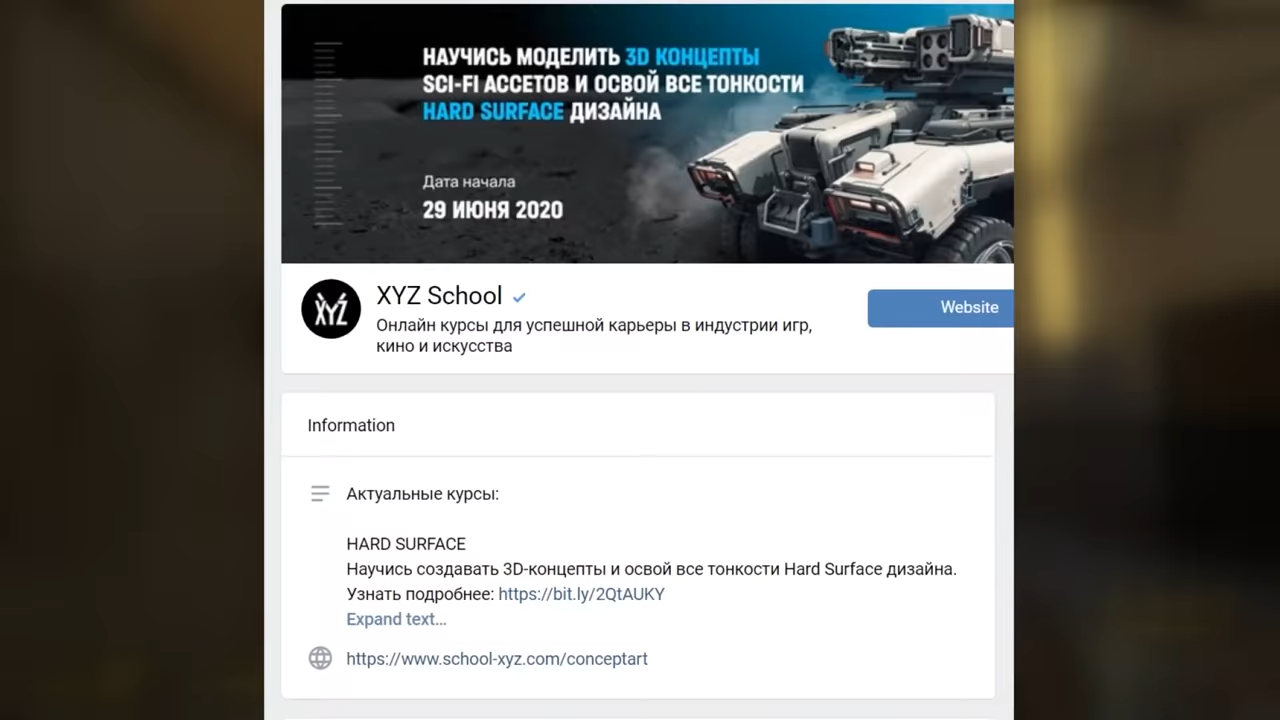 НАУЧИСЬ МОДЕЛИТЬ 3D КОНЦЕПТЫ
SCI-FI АССЕТОВ И ОСВОЙ ВСЕ ТОНКОСТИ
HARD SURFACE ДИЗАЙНА
Дата начала
29 ИЮНЯ 2020
XYZ
XYZ School
Website
Онлайн курсы для успешной карьеры в индустрии игр,
кино и искусства
Information
Актуальные курсы:
HARD SURFACE
Научись создавать 3D-концепты и освой все тонкости Hard Surface дизайна.
Узнать подробнее: https://bit.ly/2QtAUKY
Expand text...
https://www.school-xyz.com/conceptart